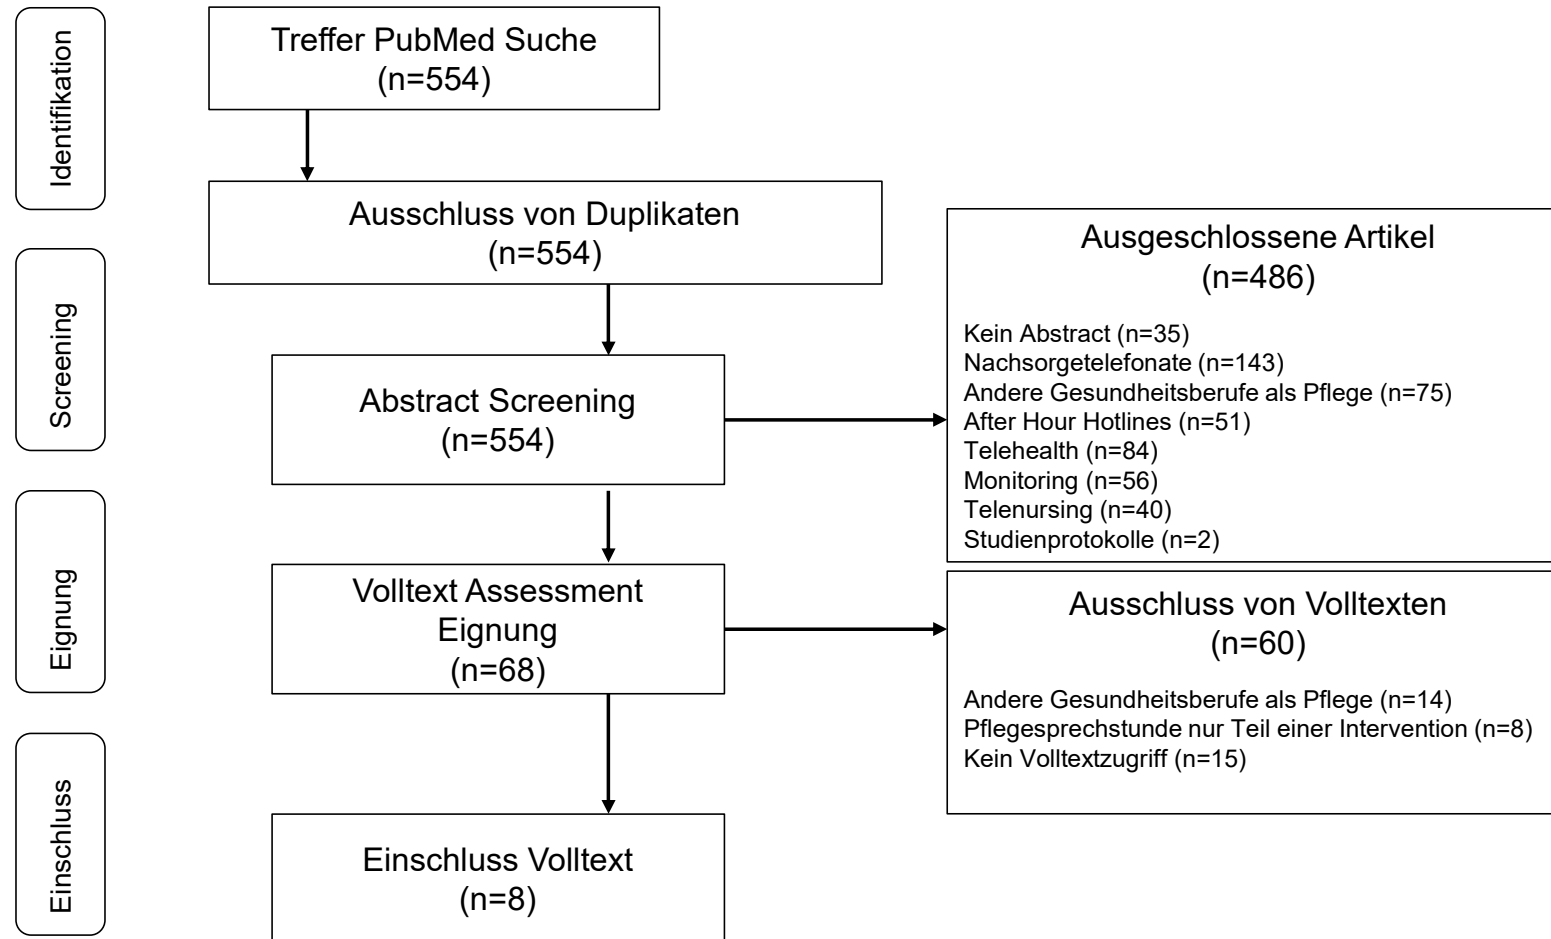 Identifikation
Treffer PubMed Suche
(n=554)
Ausschluss von Duplikaten
(n=554)
Screening
Abstract Screening
(n=554)
Ausgeschlossene Artikel
(n=486)
Kein Abstract (n=35)
Nachsorgetelefonate (n=143)
Andere Gesundheitsberufe als Pflege (n=75)
After Hour Hotlines (n=51)
Telehealth (n=84)
Monitoring (n=56)
Telenursing (n=40)
Studienprotokolle (n=2)
Eignung
Volltext Assessment
Eignung
(n=68)
Ausschluss von Volltexten
(n=60)
Andere Gesundheitsberufe als Pflege (n=14)
Pflegesprechstunde nur Teil einer Intervention (n=8)
Kein Volltextzugriff (n=15)
Einschluss
Einschluss Volltext
(n=8)